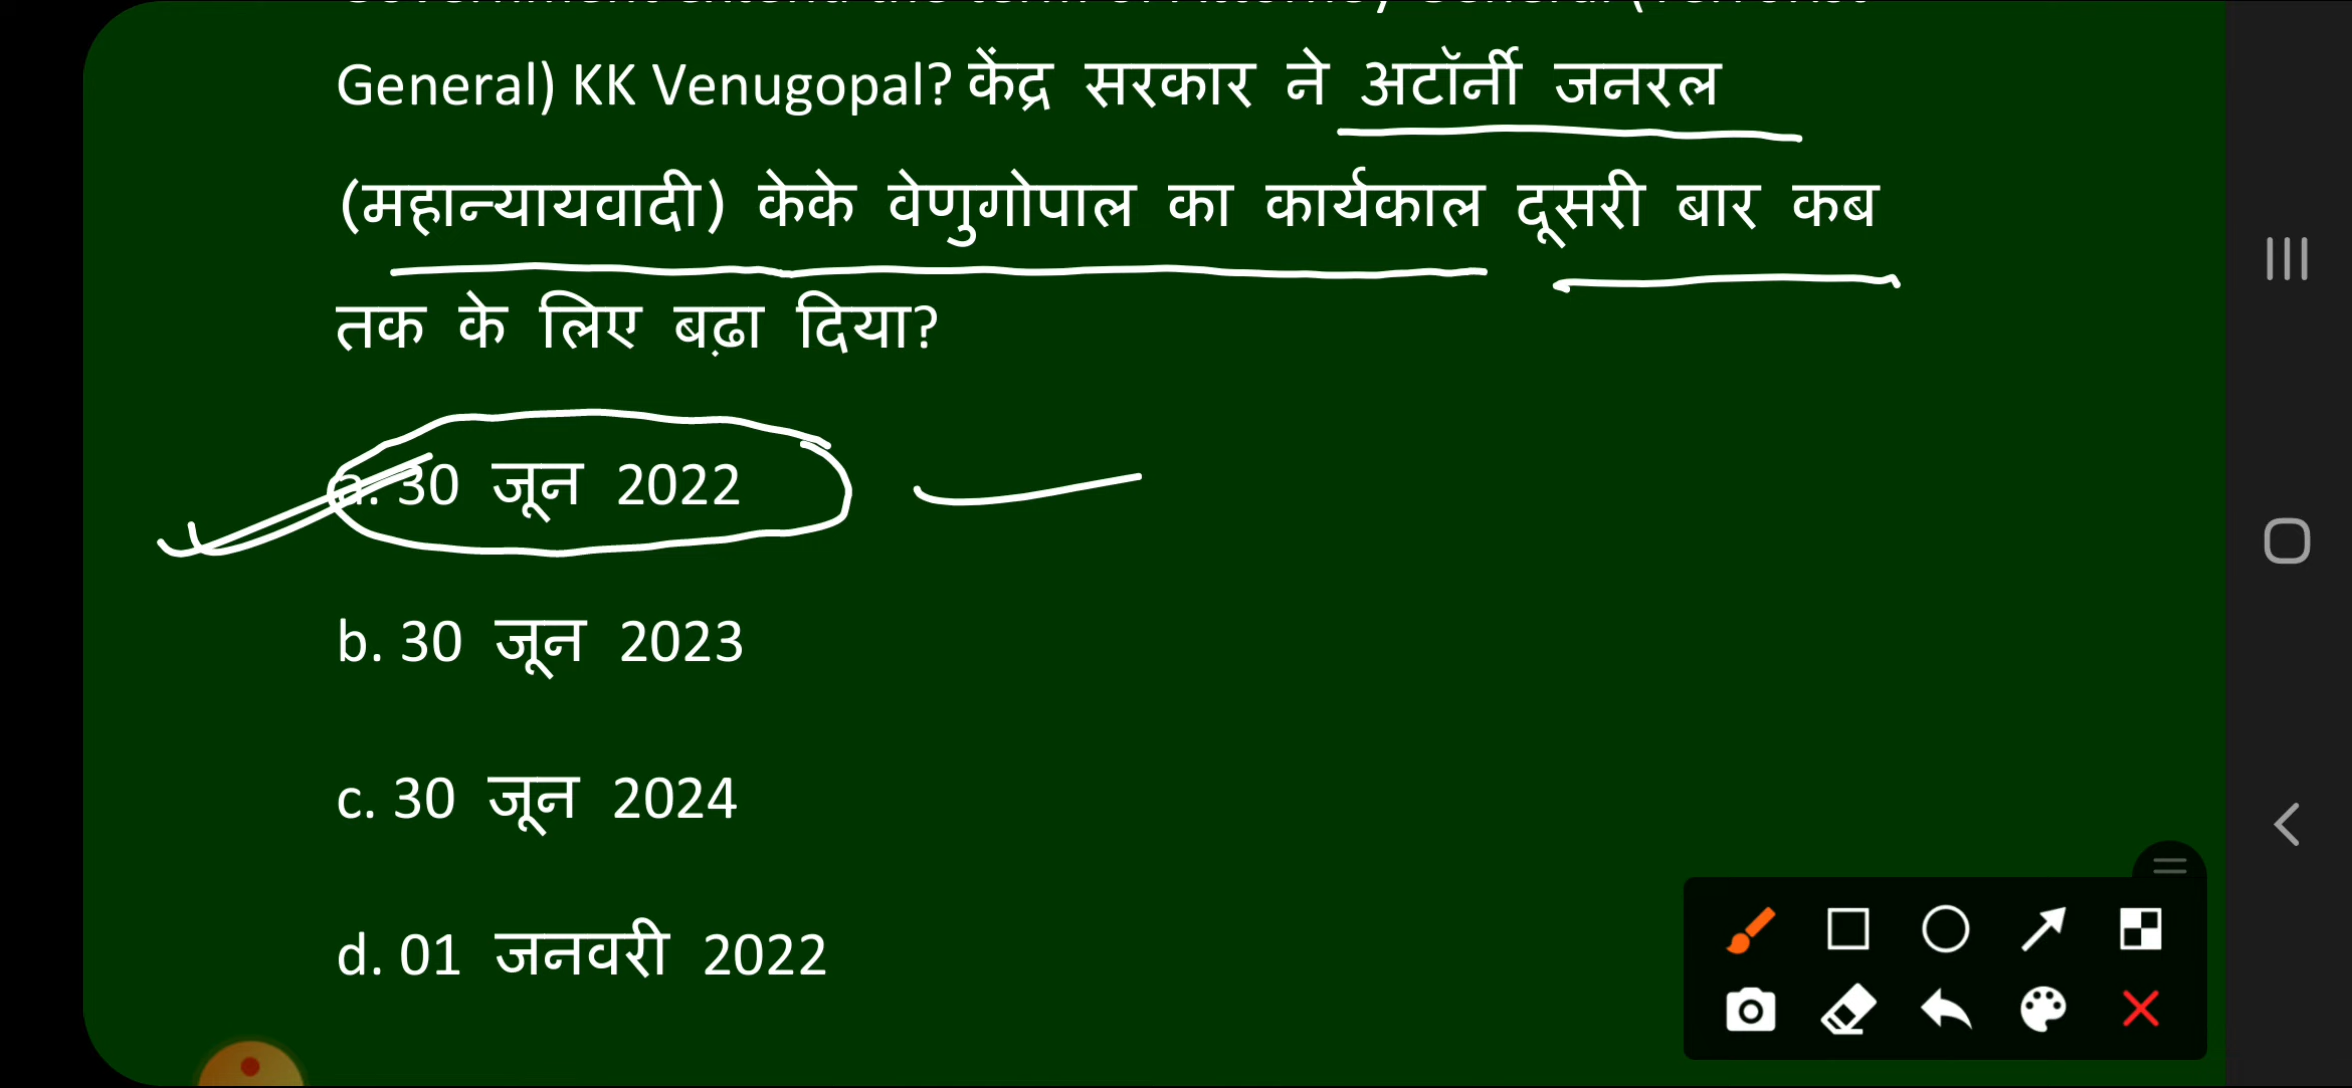 General) KK Venugopal? केंद्र सरकार ने अटॉर्नी जनरल
(महान्यायवादी) केके वेणुगोपाल का कार्यकाल दूसरी बार कब
तक के लिए बढ़ा दिया?
a. 30 जून 2022
b. 30 जून 2023
c. 30 जून 2024
d. 01 जनवरी 2022